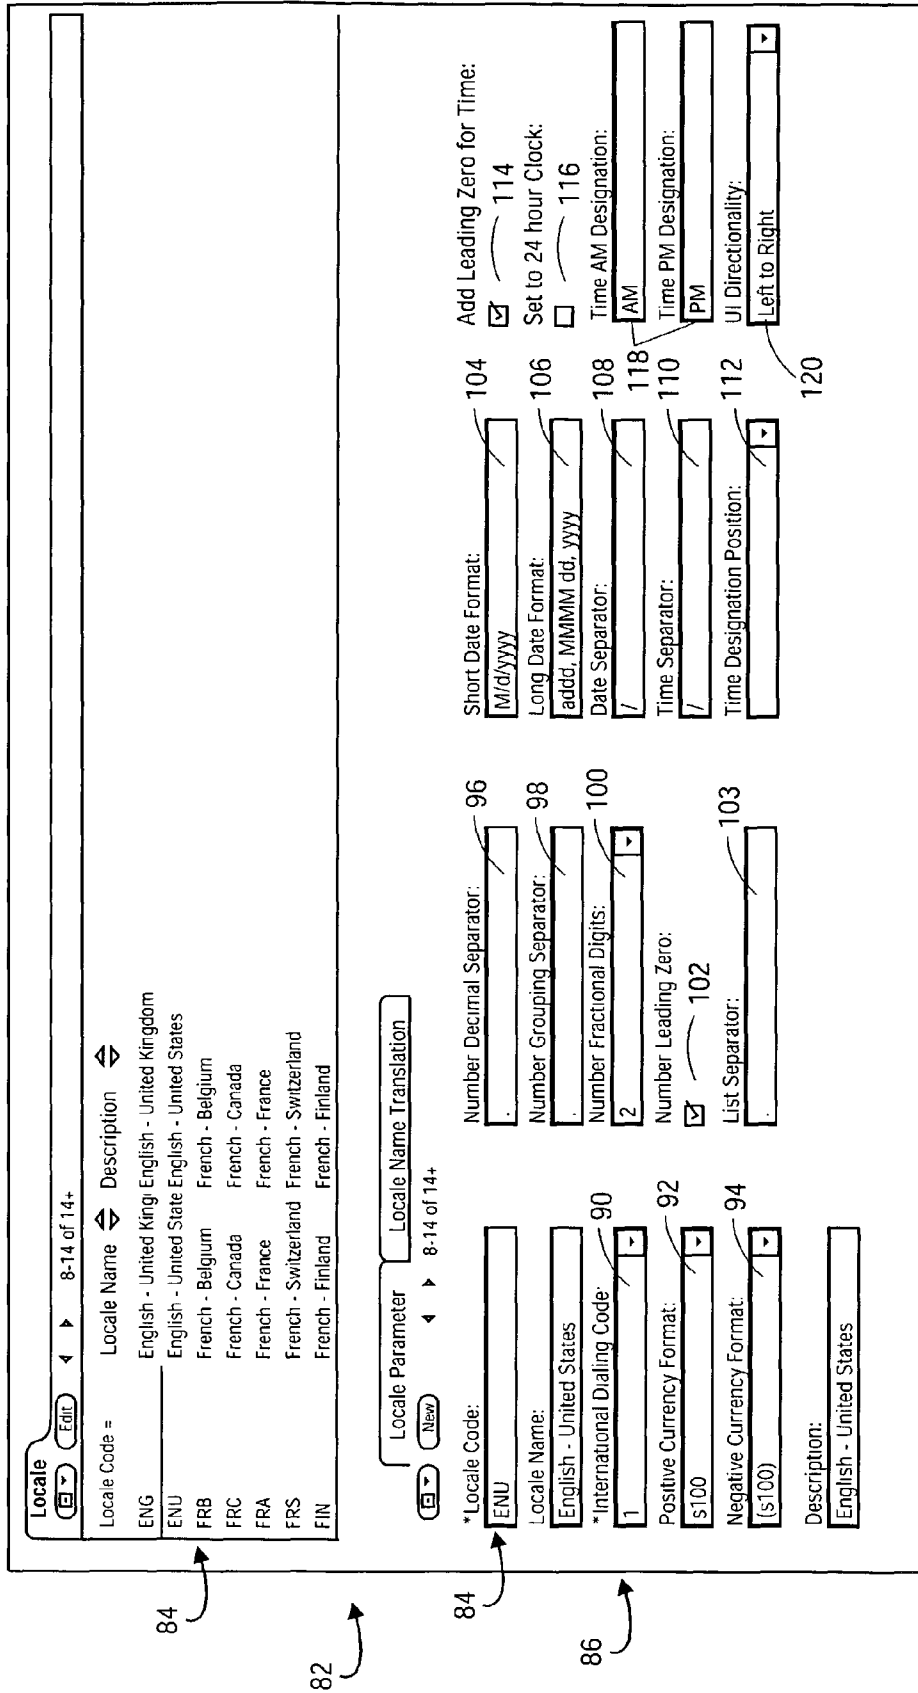 Locale
Edit
8-14 of 14+
Locale Code = Locale Name Description
ENG English - United King English - United Kingdom
ENU English - United State English - United States
FRB French - Belgium French - Belgium
FRC French - Canada French - Canada
FRA French - France French - France
FRS French - Switzerland French - Switzerland
FIN French - Finland French - Finland
84
82
Locale Parameter Locale Name Translation
New
8-14 of 14+
84
86
*Locale Code:
ENU
Locale Name:
English - United States
*International Dialing Code:
1
90
Positive Currency Format:
s100
92
Negative Currency Format:
(s100)
94
Description:
English - United States
Number Decimal Separator:
.
96
Number Grouping Separator:
.
98
Number Fractional Digits:
2
100
Number Leading Zero:
102
List Separator:
.
103
Short Date Format:
M/d/yyyy
104
Long Date Format:
addd, MMMM dd, yyyy
106
Date Separator:
/
108
Time Separator:
/
110
Time Designation Position:
112
Add Leading Zero for Time:
114
Set to 24 hour Clock:
116
Time AM Designation:
AM
118
Time PM Designation:
PM
UI Directionality:
Left to Right
120